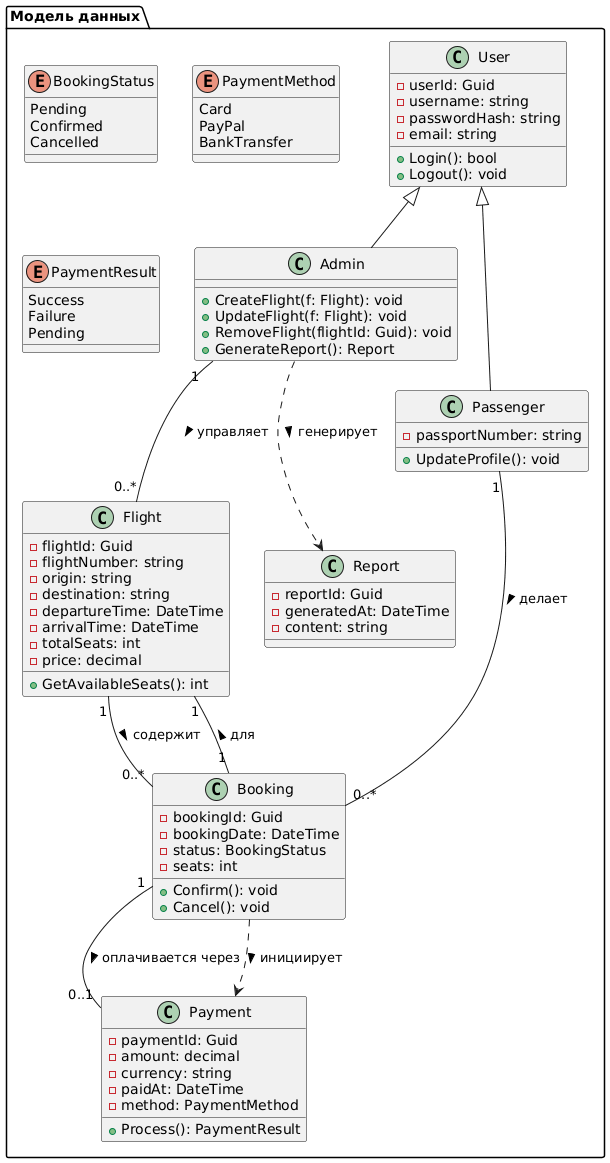 Модель данных
E BookingStatus
Pending
Confirmed
Cancelled
E PaymentMethod
Card
PayPal
BankTransfer
C User
userId: Guid
username: string
passwordHash: string
email: string
Login(): bool
Logout(): void
E PaymentResult
Success
Failure
Pending
C Admin
CreateFlight(f: Flight): void
UpdateFlight(f: Flight): void
RemoveFlight(flightId: Guid): void
GenerateReport(): Report
C Passenger
passportNumber: string
UpdateProfile(): void
1
управляет
генерирует
0..*
1
C Flight
flightId: Guid
flightNumber: string
origin: string
destination: string
departureTime: DateTime
arrivalTime: DateTime
totalSeats: int
price: decimal
GetAvailableSeats(): int
C Report
reportId: Guid
generatedAt: DateTime
content: string
делает
1
1
содержит
для
0..*
1
0..*
C Booking
bookingId: Guid
bookingDate: DateTime
status: BookingStatus
seats: int
Confirm(): void
Cancel(): void
1
оплачивается через
инициирует
0..1
C Payment
paymentId: Guid
amount: decimal
currency: string
paidAt: DateTime
method: PaymentMethod
Process(): PaymentResult